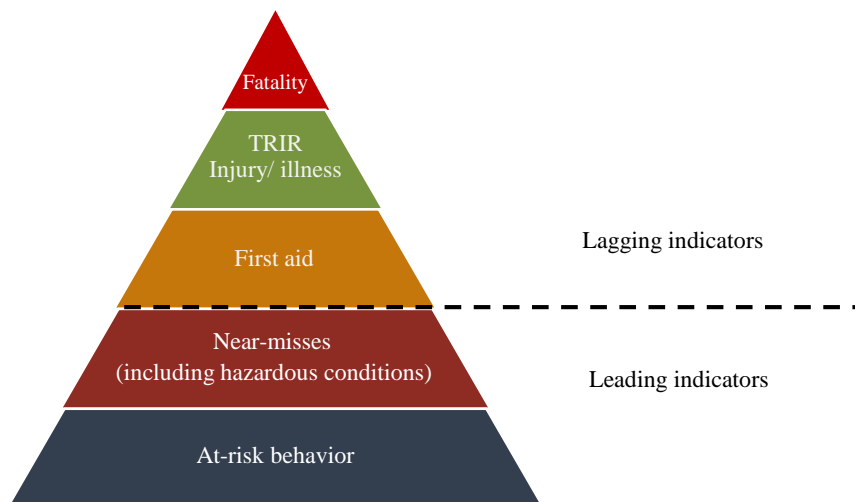 Fatality
TRIR
Injury/ illness
First aid
Lagging indicators
Near-misses
(including hazardous conditions)
Leading indicators
At-risk behavior